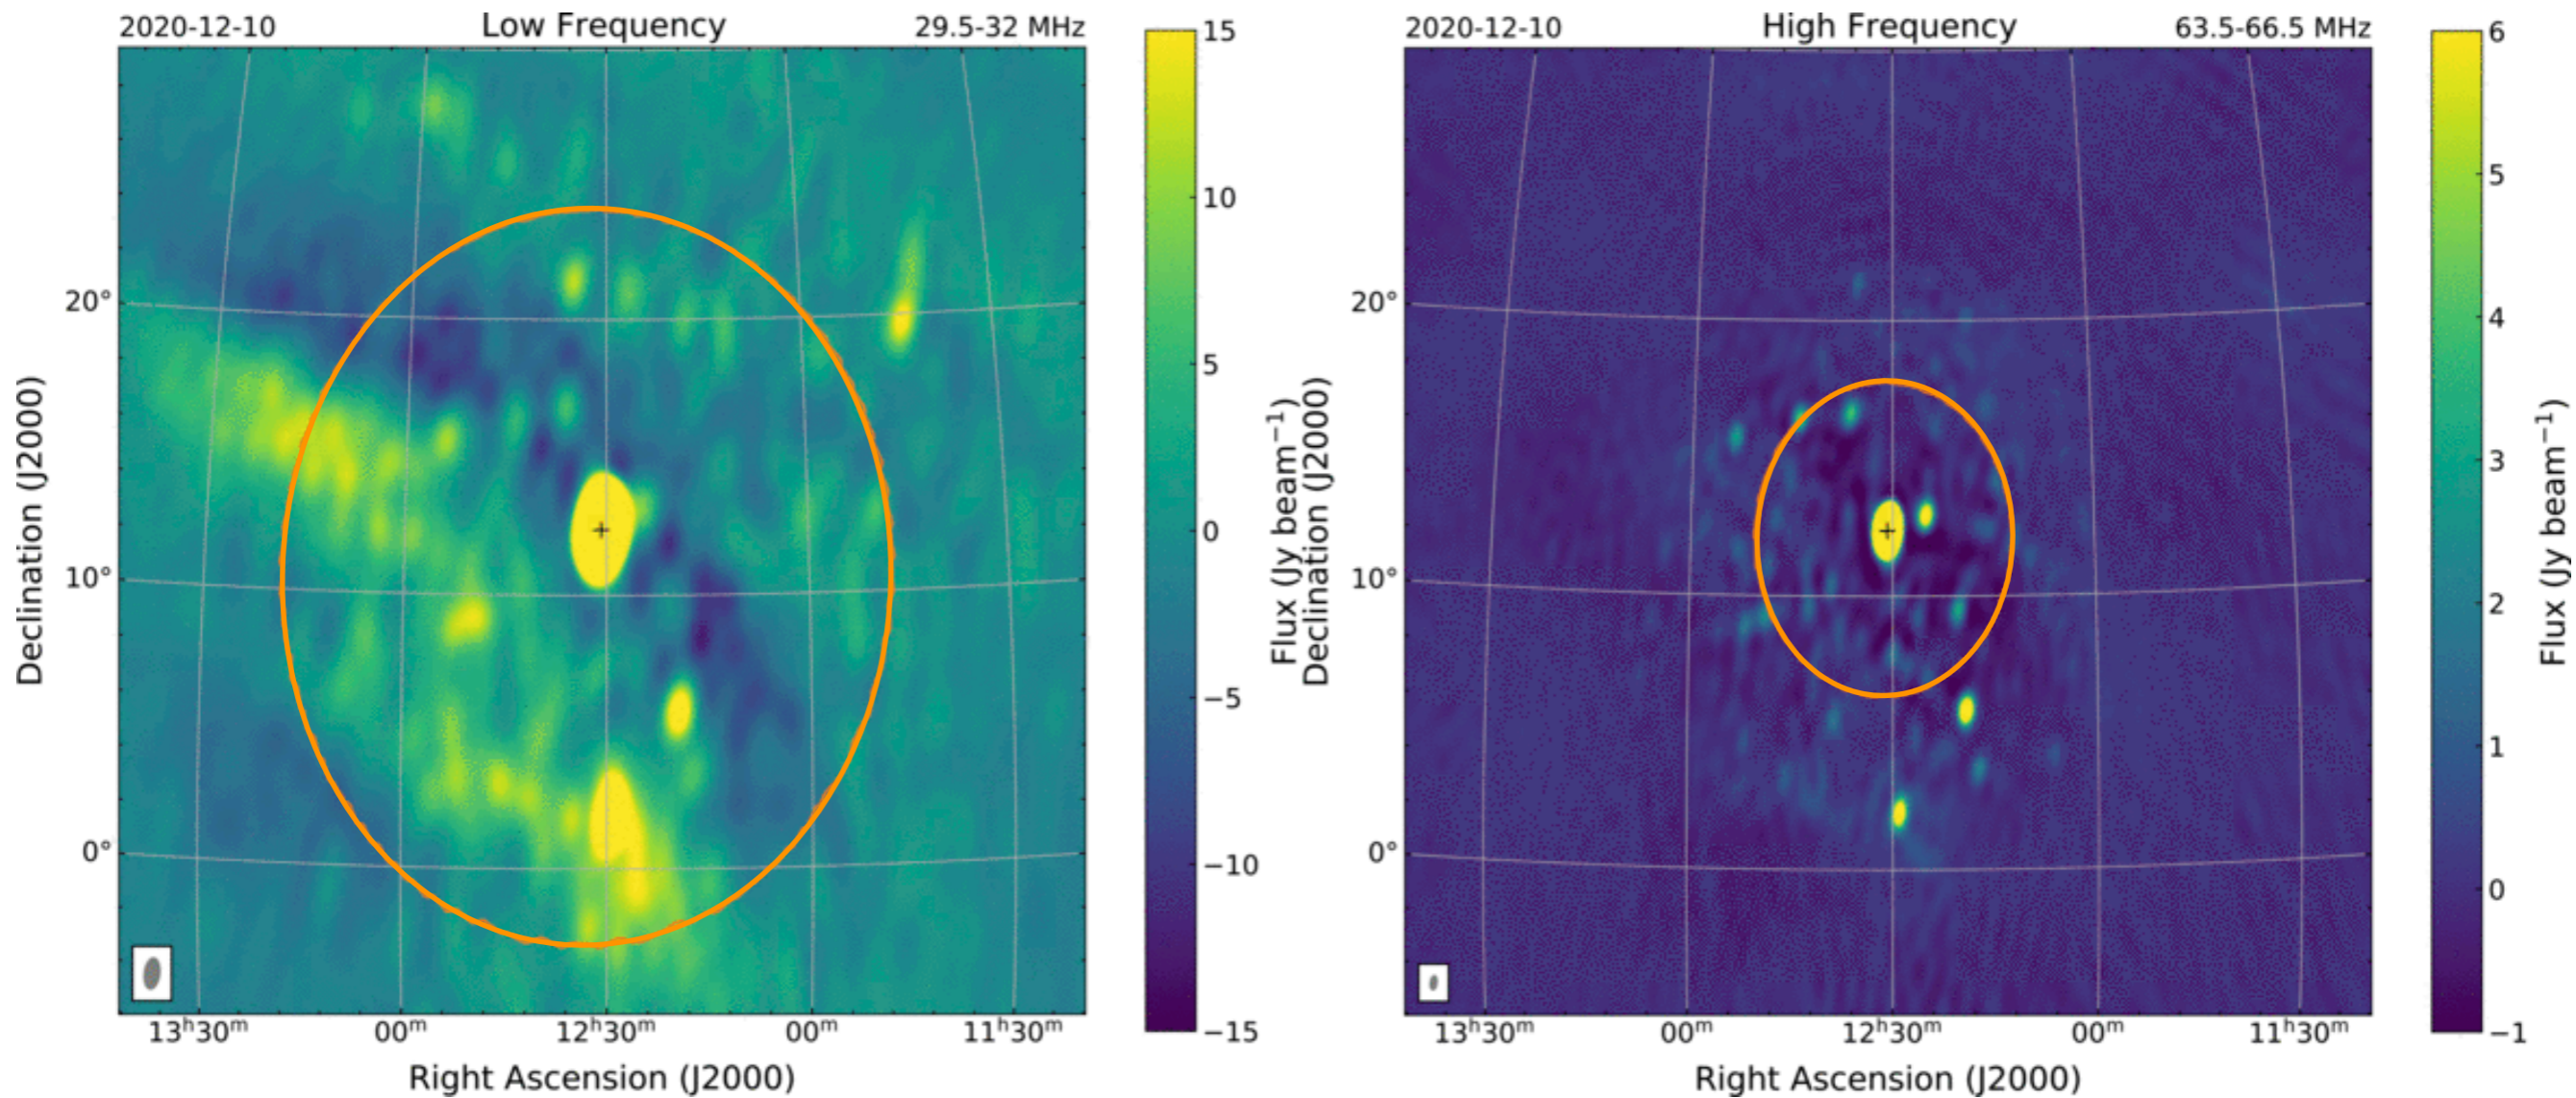 2020-12-10 Low Frequency 29.5-32 MHz
15
10
5
0
−5
−10
−15
Flux (Jy beam⁻¹)
20°
10°
0°
Declination (J2000)
13ʰ30ᵐ 00ᵐ 12ʰ30ᵐ 00ᵐ 11ʰ30ᵐ
Right Ascension (J2000)
2020-12-10 High Frequency 63.5-66.5 MHz
6
5
4
3
2
1
0
−1
Flux (Jy beam⁻¹)
20°
10°
0°
Declination (J2000)
13ʰ30ᵐ 00ᵐ 12ʰ30ᵐ 00ᵐ 11ʰ30ᵐ
Right Ascension (J2000)